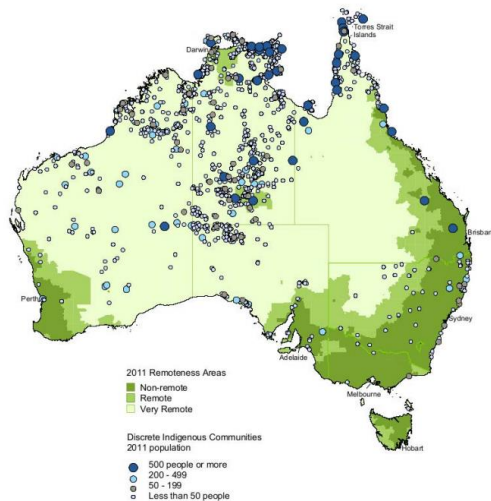 Torres Strait
Islands
Darwin
Brisban
Perth
Sydney
Adelaide
Melbourne
Hobart
2011 Remoteness Areas
Non-remote
Remote
Very Remote
Discrete Indigenous Communities
2011 population
500 people or more
200 - 499
50 - 199
Less than 50 people